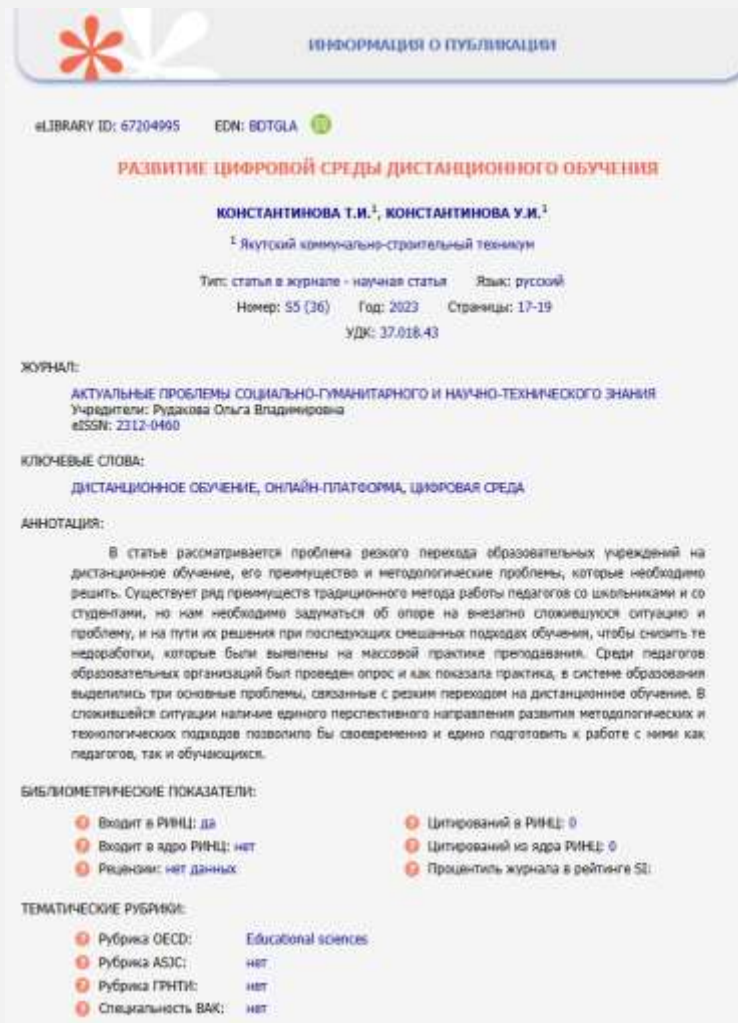 ИНФОРМАЦИЯ О ПУБЛИКАЦИИ
eLIBRARY ID: 67204995 EDN: BDTGLA
РАЗВИТИЕ ЦИФРОВОЙ СРЕДЫ ДИСТАНЦИОННОГО ОБУЧЕНИЯ
КОНСТАНТИНОВА Т.И.¹, КОНСТАНТИНОВА У.И.¹
¹ Якутский коммунально-строительный техникум
Тип: статья в журнале - научная статья Язык: русский
Номер: S5 (36) Год: 2023 Страницы: 17-19
УДК: 37.018.43
ЖУРНАЛ:
АКТУАЛЬНЫЕ ПРОБЛЕМЫ СОЦИАЛЬНО-ГУМАНИТАРНОГО И НАУЧНО-ТЕХНИЧЕСКОГО ЗНАНИЯ
Учредители: Рудакова Ольга Владимировна
eISSN: 2312-0460
КЛЮЧЕВЫЕ СЛОВА:
ДИСТАНЦИОННОЕ ОБУЧЕНИЕ, ОНЛАЙН-ПЛАТФОРМА, ЦИФРОВАЯ СРЕДА
АННОТАЦИЯ:
В статье рассматривается проблема резкого перехода образовательных учреждений на
дистанционное обучение, его преимущество и методологические проблемы, которые необходимо
решить. Существует ряд преимуществ традиционного метода работы педагогов со школьниками и со
студентами, но нам необходимо задуматься об опоре на внезапно сложившуюся ситуацию и
проблему, и на пути их решения при последующих смешанных подходах обучения, чтобы снизить те
недоработки, которые были выявлены на массовой практике преподавания. Среди педагогов
образовательных организаций был проведен опрос и как показала практика, в системе образования
выделились три основные проблемы, связанные с резким переходом на дистанционное обучение. В
сложившейся ситуации наличие единого перспективного направления развития методологических и
технологических подходов позволило бы своевременно и едино подготовить к работе с ними как
педагогов, так и обучающихся.
БИБЛИОМЕТРИЧЕСКИЕ ПОКАЗАТЕЛИ:
Входит в РИНЦ: да Цитирований в РИНЦ: 0
Входит в ядро РИНЦ: нет Цитирований из ядра РИНЦ: 0
Рецензии: нет данных Процентиль журнала в рейтинге SI:
ТЕМАТИЧЕСКИЕ РУБРИКИ:
Рубрика OECD: Educational sciences
Рубрика ASJC: нет
Рубрика ГРНТИ: нет
Специальность ВАК: нет